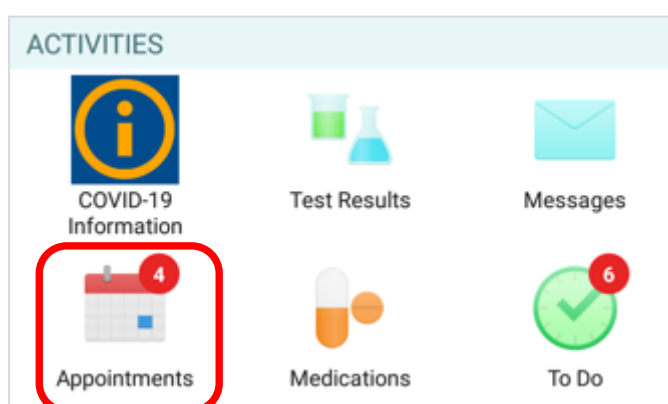 ACTIVITIES
COVID-19
Information
Test Results
Messages
4
Appointments
Medications
6
To Do